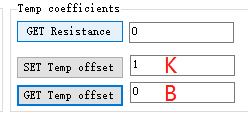 Temp coefficients
GET Resistance 0
SET Temp offset 1 K
GET Temp offset 0 B